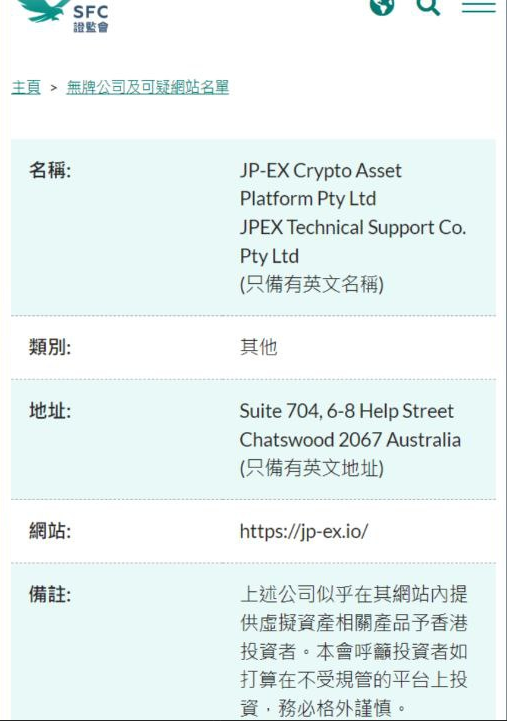 SFC
證監會
主頁 > 無牌公司及可疑網站名單
名稱:
JP-EX Crypto Asset
Platform Pty Ltd
JPEX Technical Support Co.
Pty Ltd
(只備有英文名稱)
類別:
其他
地址:
Suite 704, 6-8 Help Street
Chatswood 2067 Australia
(只備有英文地址)
網站:
https://jp-ex.io/
備註:
上述公司似乎在其網站內提
供虛擬資產相關產品予香港
投資者。本會呼籲投資者如
打算在不受規管的平台上投
資，務必格外謹慎。